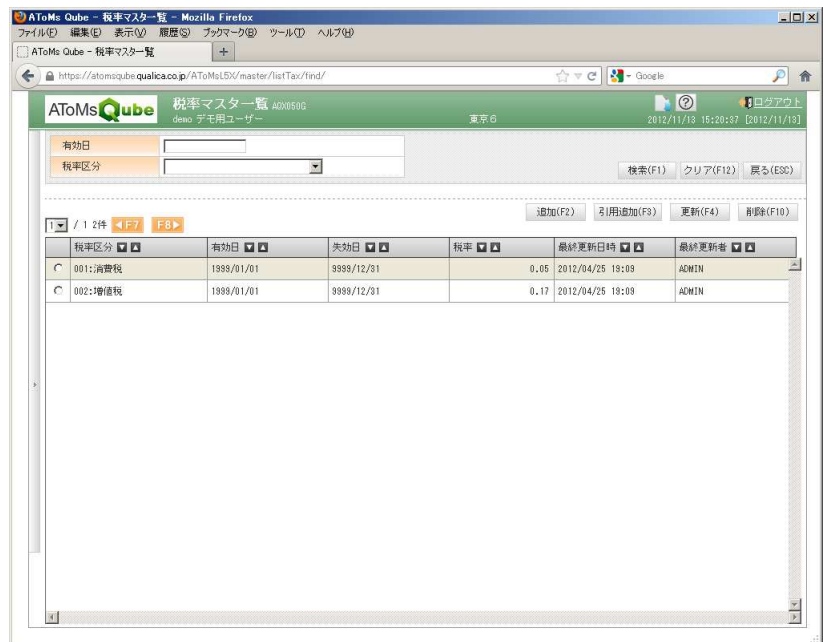 AToMs Qube - 税率マスター覧 - Mozilla Firefox
ファイル(F) 編集(E) 表示(V) 履歴(S) ブックマーク(B) ツール(T) ヘルプ(H)
AToMs Qube - 税率マスター覧 +
https://atomsqube.qualica.co.jp/AToMsL5X/master/listTax/find/ Google
AToMs Qube 税率マスター覧 AOX050G ? ログアウト
demo デモ用ユーザー 東京6 2012/11/13 15:20:37 [2012/11/13]
有効日
税率区分 検索(F1) クリア(F12) 戻る(ESC)
追加(F2) 引用追加(F3) 更新(F4) 削除(F10)
1 / 1 2件 F7 F8
税率区分 有効日 失効日 税率 最終更新日時 最終更新者
001:消費税 1999/01/01 9999/12/31 0.05 2012/04/25 19:09 ADMIN
002:増値税 1999/01/01 9999/12/31 0.17 2012/04/25 19:09 ADMIN